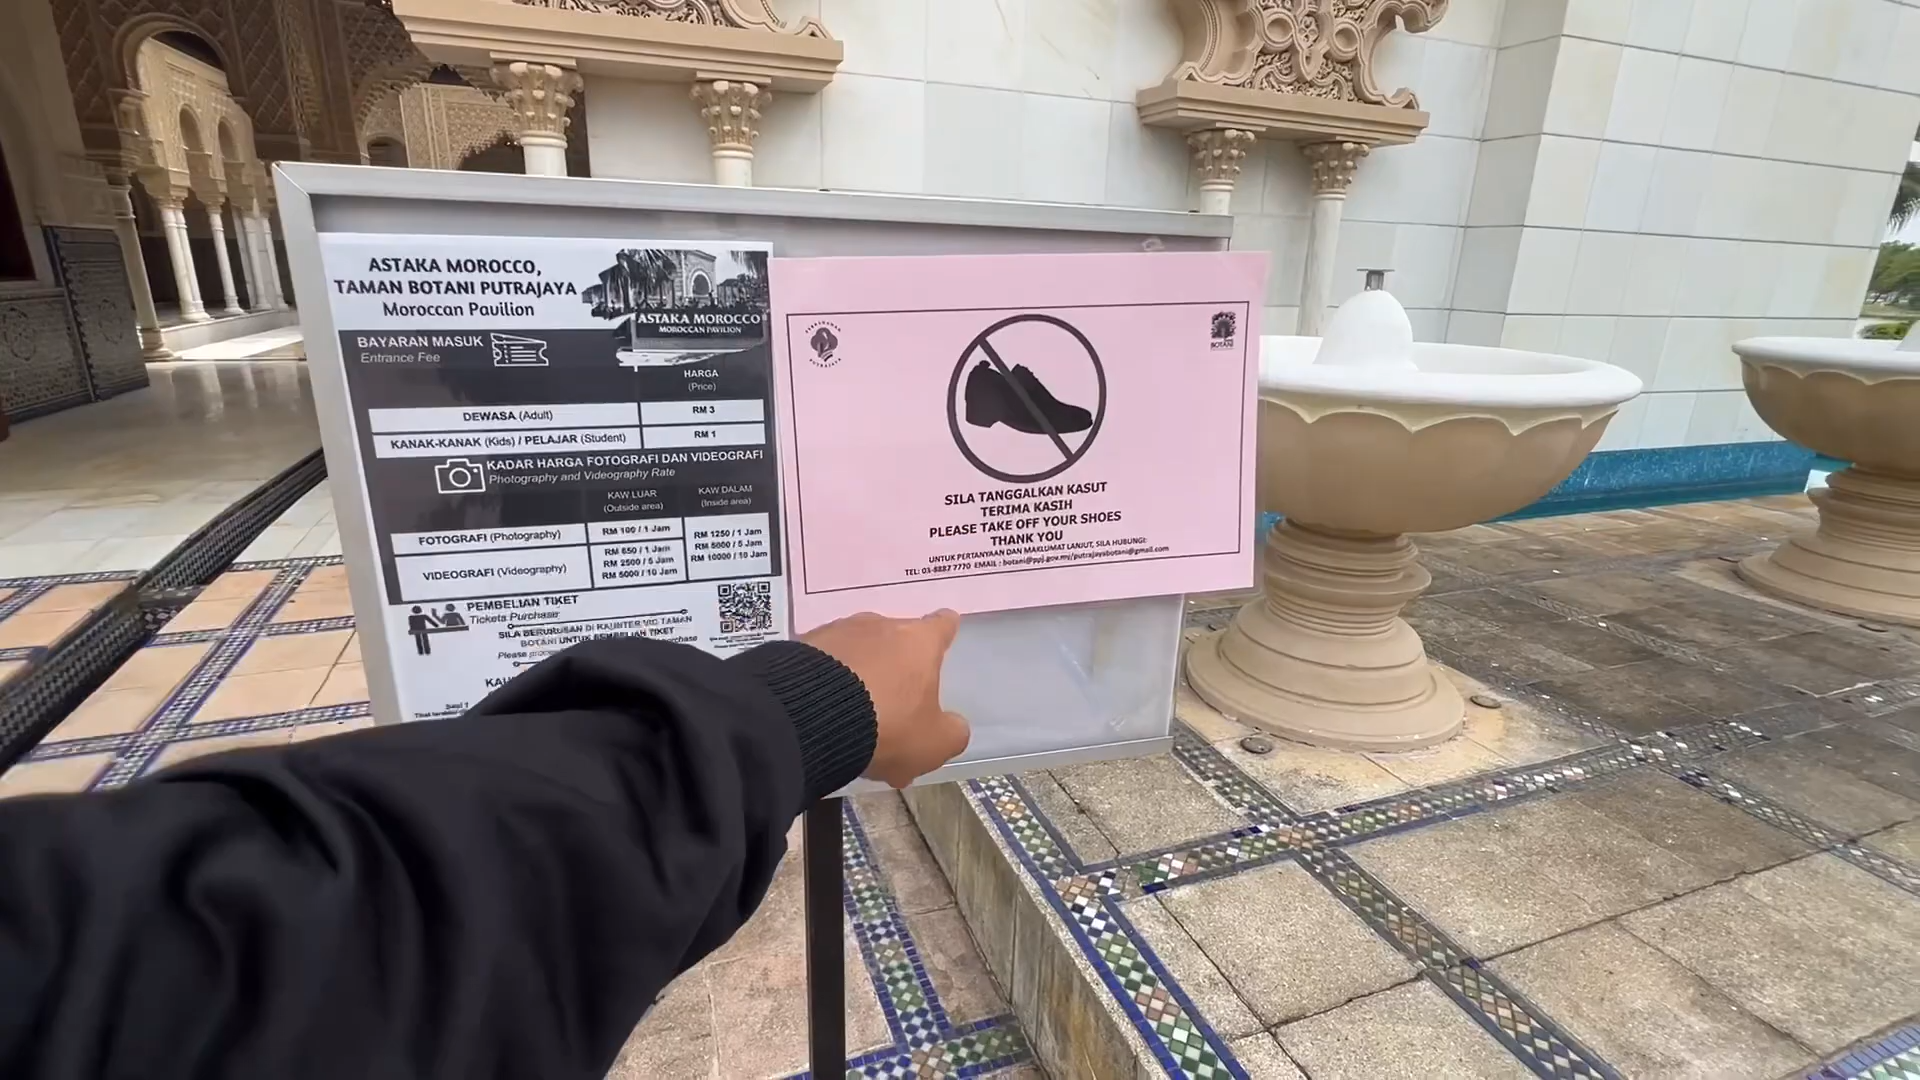 ASTAKA MOROCCO,
TAMAN BOTANI PUTRAJAYA
Moroccan Pavilion
ASTAKA MOROCCO
MOROCCAN PAVILION
BAYARAN MASUK
Entrance Fee
HARGA
(Price)
DEWASA (Adult) RM 3
KANAK-KANAK (Kids) / PELAJAR (Student) RM 1
KADAR HARGA FOTOGRAFI DAN VIDEOGRAFI
Photography and Videography Rate
KAW LUAR
(Outside area)
KAW DALAM
(Inside area)
FOTOGRAFI (Photography) RM 100 / 1 Jam
VIDEOGRAFI (Videography)
RM 650 / 1 Jam
RM 2500 / 5 Jam
RM 5000 / 10 Jam
RM 1250 / 1 Jam
RM 5000 / 5 Jam
RM 10000 / 10 Jam
PEMBELIAN TIKET
Tickets Purchase
SILA BERURUSAN DI KAUNTER VIC TAMAN
BOTANI UNTUK PEMBELIAN TIKET
Please purchase
PERBADANAN
PUTRAJAYA
BOTANI
SILA TANGGALKAN KASUT
TERIMA KASIH
PLEASE TAKE OFF YOUR SHOES
THANK YOU
UNTUK PERTANYAAN DAN MAKLUMAT LANJUT, SILA HUBUNGI:
TEL: 03-8887 7770 EMAIL : botani@ppj.gov.my/putrajayabotani@gmail.com